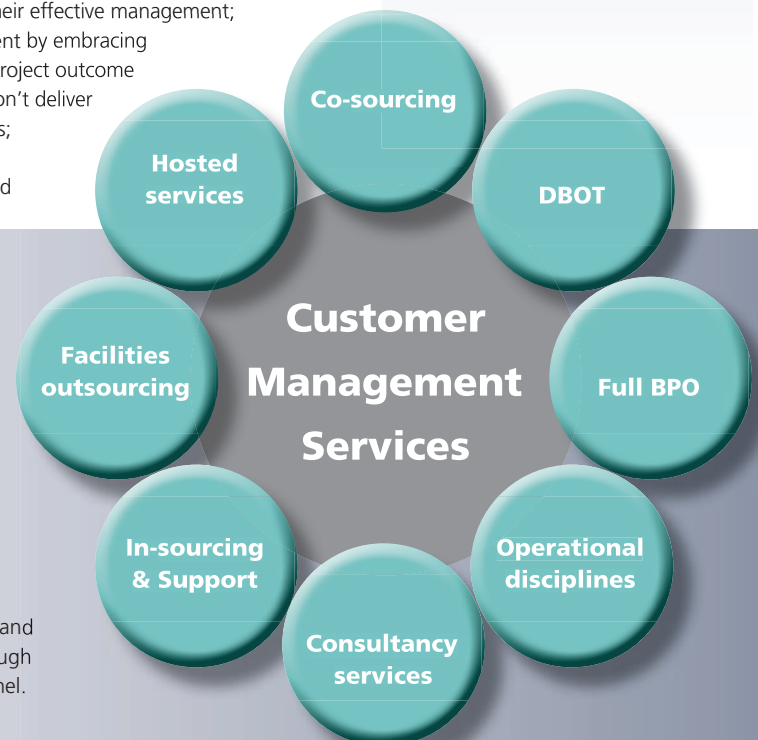 heir effective management;
ent by embracing
roject outcome
on’t deliver
s;
d
Co-sourcing
Hosted
services
DBOT
Customer
Management
Services
Facilities
outsourcing
Full BPO
In-sourcing
& Support
Operational
disciplines
Consultancy
services
and
ugh
nel.